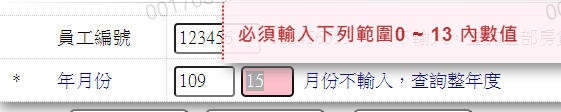 必須輸入下列範圍0 ~ 13 內數值
員工編號 123456
* 年月份 109 15 月份不輸入，查詢整年度